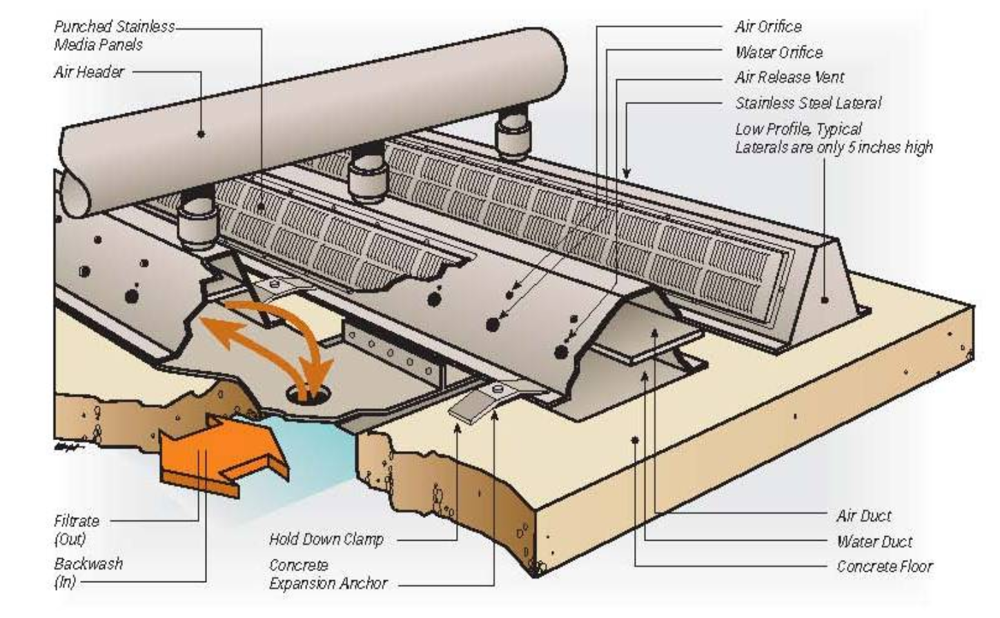 Punched Stainless
Media Panels
Air Header
Air Orifice
Water Orifice
Air Release Vent
Stainless Steel Lateral
Low Profile, Typical
Laterals are only 5 inches high
Filtrate
(Out)
Backwash
(In)
Hold Down Clamp
Concrete
Expansion Anchor
Air Duct
Water Duct
Concrete Floor